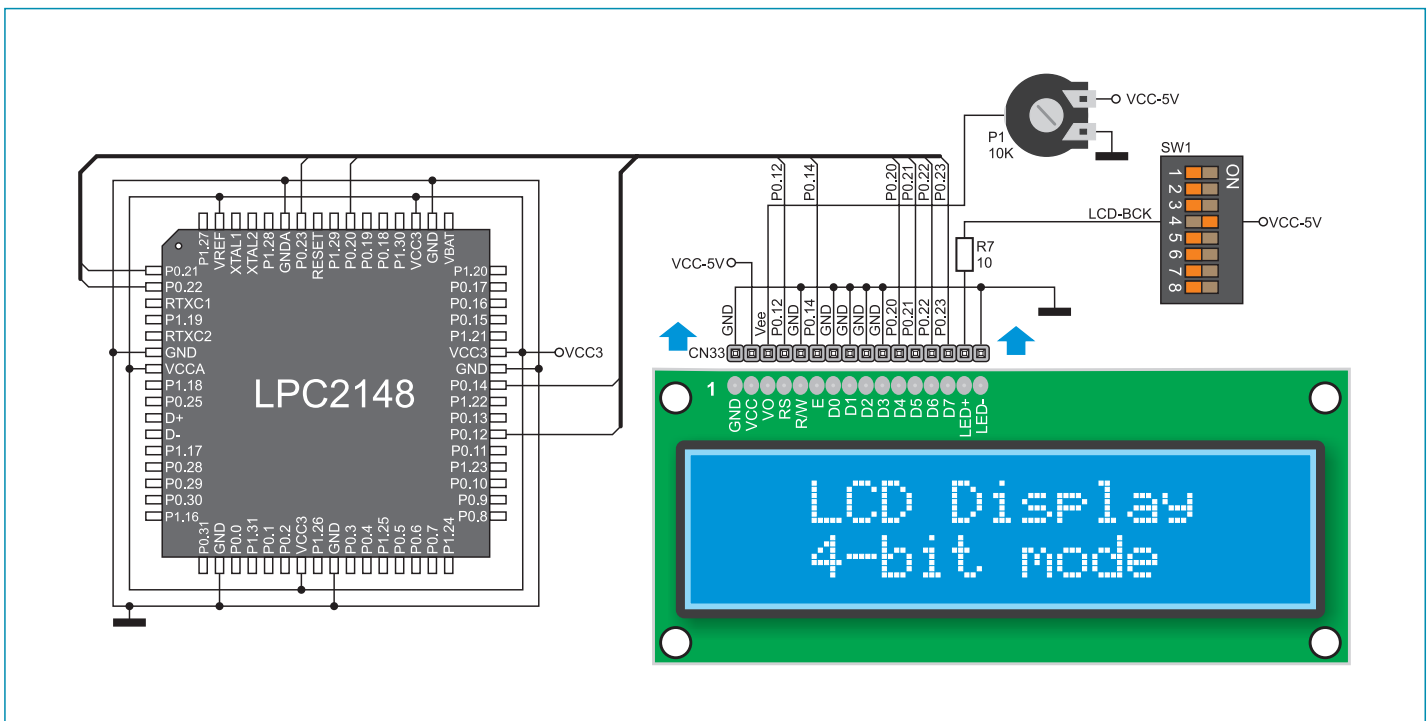 VCC-5V
P1
10K
SW1
ON
1
2
3
4
5
6
7
8
LCD-BCK
VCC-5V
R7
10
VCC-5V
P0.12
P0.14
P0.20
P0.21
P0.22
P0.23
GND
Vee
P0.12
GND
P0.14
GND
GND
GND
GND
P0.20
P0.21
P0.22
P0.23
CN33
1
GND
VCC
VO
RS
R/W
E
D0
D1
D2
D3
D4
D5
D6
D7
LED+
LED-
LCD Display
4-bit mode
P1.27
VREF
XTAL1
XTAL2
P1.28
GNDA
P0.23
RESET
P1.29
P0.20
P0.19
P0.18
P1.30
VCC3
GND
VBAT
P0.21
P0.22
RTXC1
P1.19
RTXC2
GND
VCCA
P1.18
P0.25
D+
D-
P1.17
P0.28
P0.29
P0.30
P1.16
LPC2148
P1.20
P0.17
P0.16
P0.15
P1.21
VCC3
GND
P0.14
P1.22
P0.13
P0.12
P0.11
P1.23
P0.10
P0.9
P0.8
VCC3
P0.31
GND
P0.0
P1.31
P0.1
P0.2
VCC3
P1.26
GND
P0.3
P0.4
P1.25
P0.5
P0.6
P0.7
P1.24